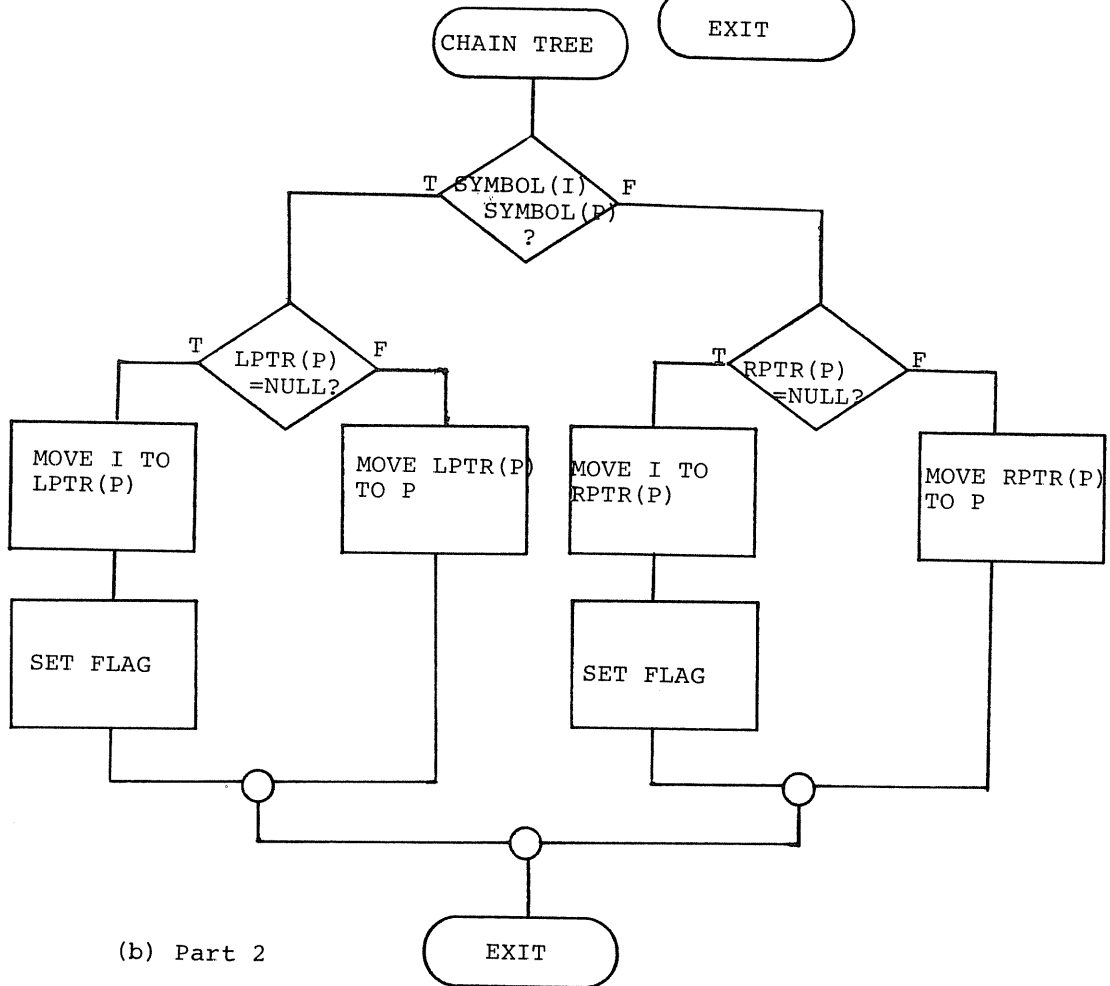 CHAIN TREE
EXIT
T
SYMBOL(I)
SYMBOL(P)
?
F
T
LPTR(P)
=NULL?
F
T
RPTR(P)
=NULL?
F
MOVE I TO
LPTR(P)
MOVE LPTR(P)
TO P
MOVE I TO
RPTR(P)
MOVE RPTR(P)
TO P
SET FLAG
SET FLAG
(b) Part 2
EXIT